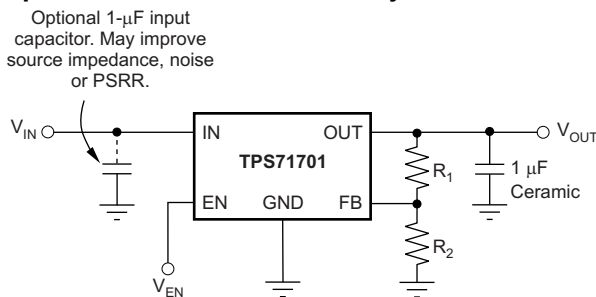 Optional 1-μF input
capacitor. May improve
source impedance, noise
or PSRR.
V_IN
IN
OUT
V_OUT
TPS71701
R_1
1 μF
Ceramic
EN
GND
FB
R_2
V_EN